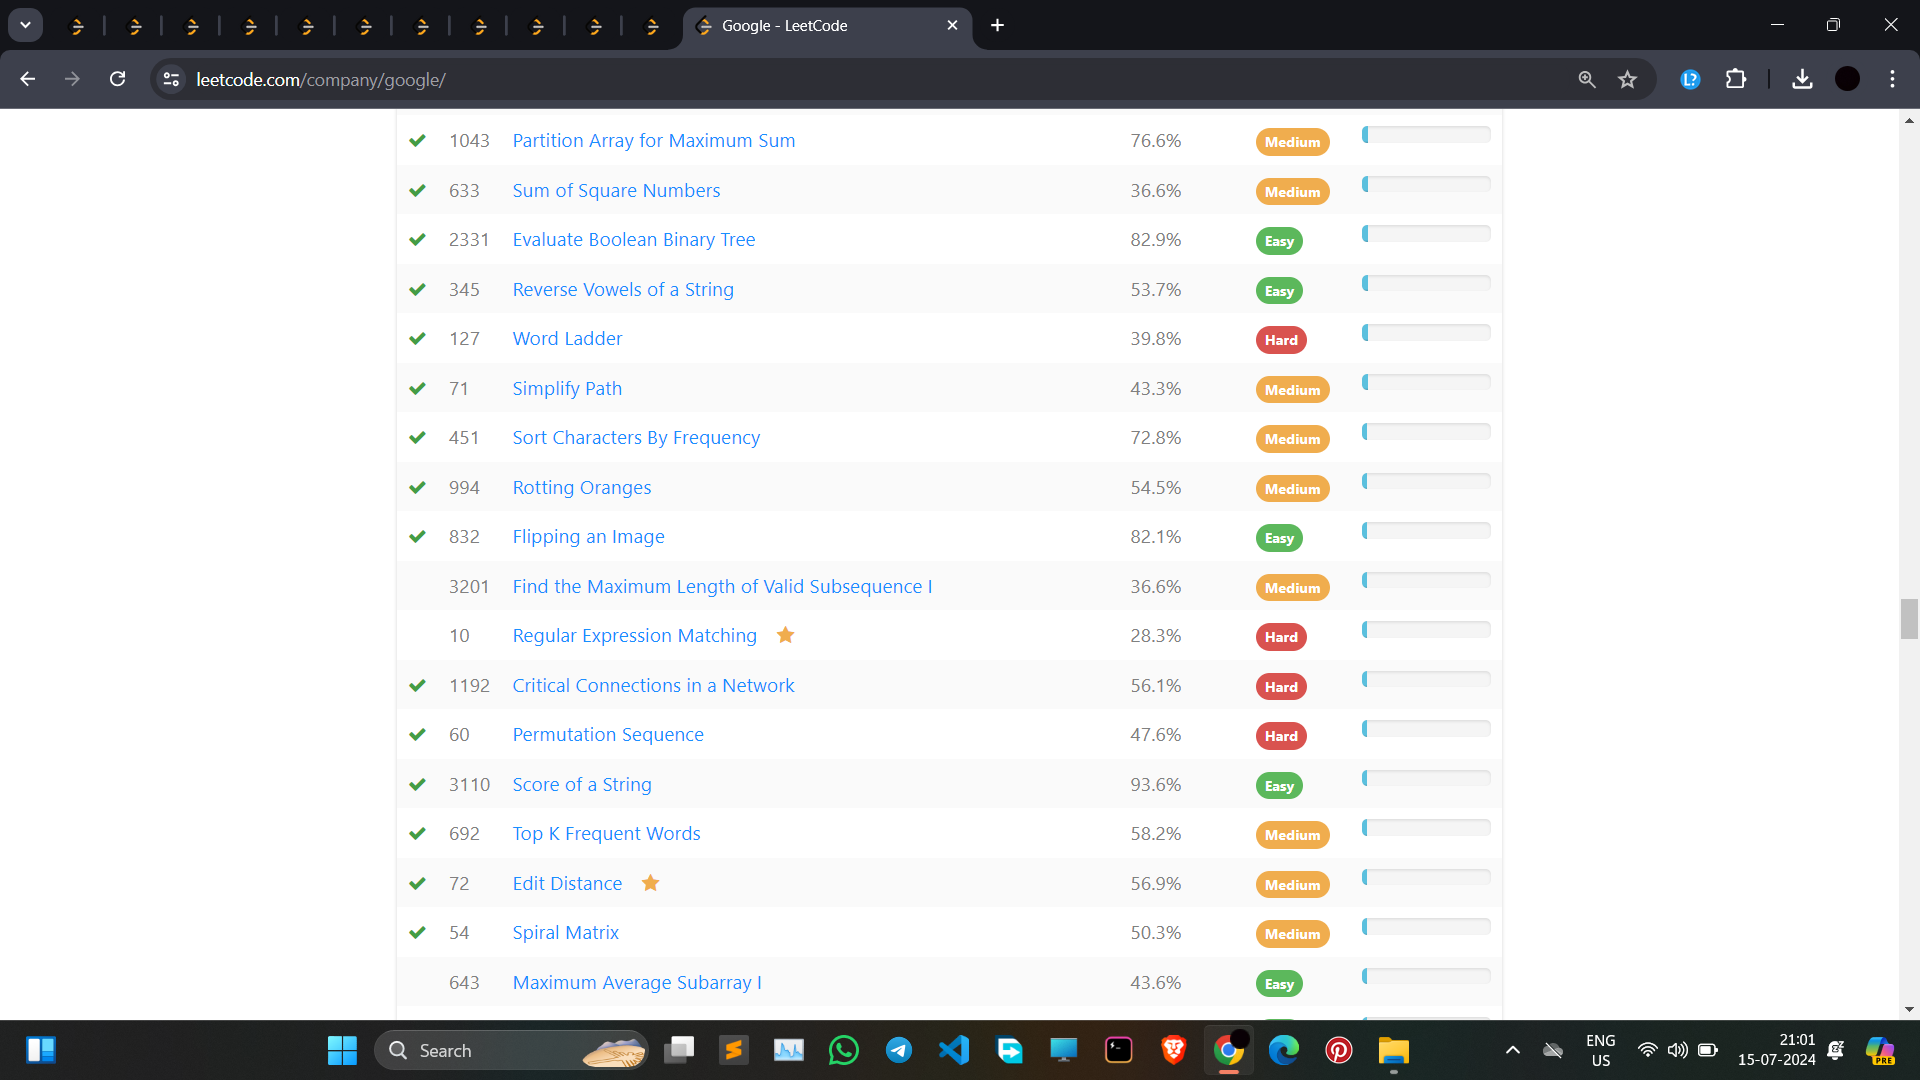 Google - LeetCode
leetcode.com/company/google/
1043 Partition Array for Maximum Sum 76.6% Medium
633 Sum of Square Numbers 36.6% Medium
2331 Evaluate Boolean Binary Tree 82.9% Easy
345 Reverse Vowels of a String 53.7% Easy
127 Word Ladder 39.8% Hard
71 Simplify Path 43.3% Medium
451 Sort Characters By Frequency 72.8% Medium
994 Rotting Oranges 54.5% Medium
832 Flipping an Image 82.1% Easy
3201 Find the Maximum Length of Valid Subsequence I 36.6% Medium
10 Regular Expression Matching 28.3% Hard
1192 Critical Connections in a Network 56.1% Hard
60 Permutation Sequence 47.6% Hard
3110 Score of a String 93.6% Easy
692 Top K Frequent Words 58.2% Medium
72 Edit Distance 56.9% Medium
54 Spiral Matrix 50.3% Medium
643 Maximum Average Subarray I 43.6% Easy
Search
ENG
US
21:01
15-07-2024
PRE